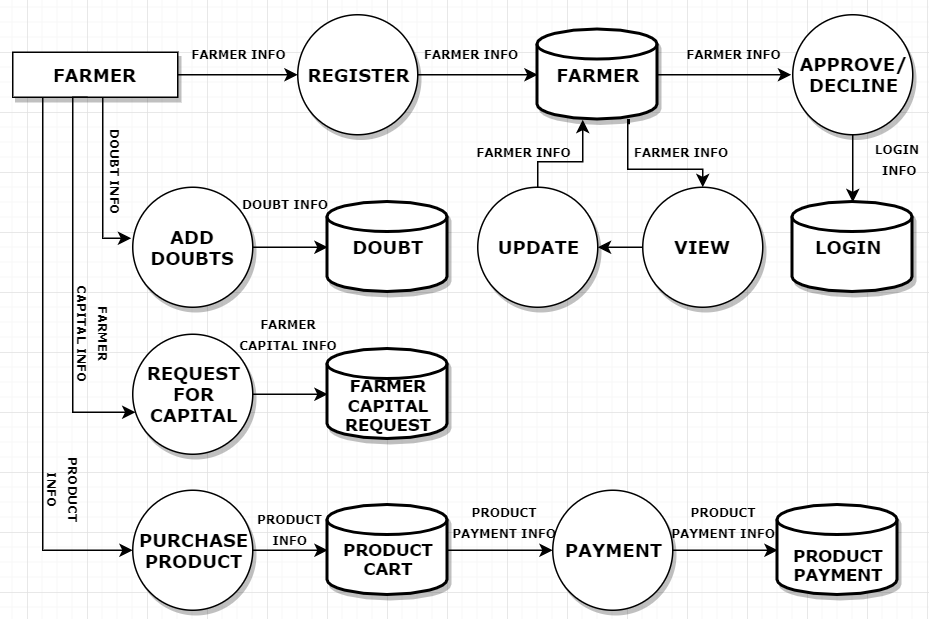 FARMER
FARMER INFO
REGISTER
FARMER INFO
FARMER
FARMER INFO
APPROVE/
DECLINE
LOGIN
INFO
LOGIN
FARMER INFO
FARMER INFO
UPDATE
VIEW
DOUBT INFO
ADD
DOUBTS
DOUBT INFO
DOUBT
FARMER
CAPITAL INFO
REQUEST
FOR
CAPITAL
FARMER
CAPITAL INFO
FARMER
CAPITAL
REQUEST
PRODUCT
INFO
PURCHASE
PRODUCT
PRODUCT
INFO
PRODUCT
CART
PRODUCT
PAYMENT INFO
PAYMENT
PRODUCT
PAYMENT INFO
PRODUCT
PAYMENT